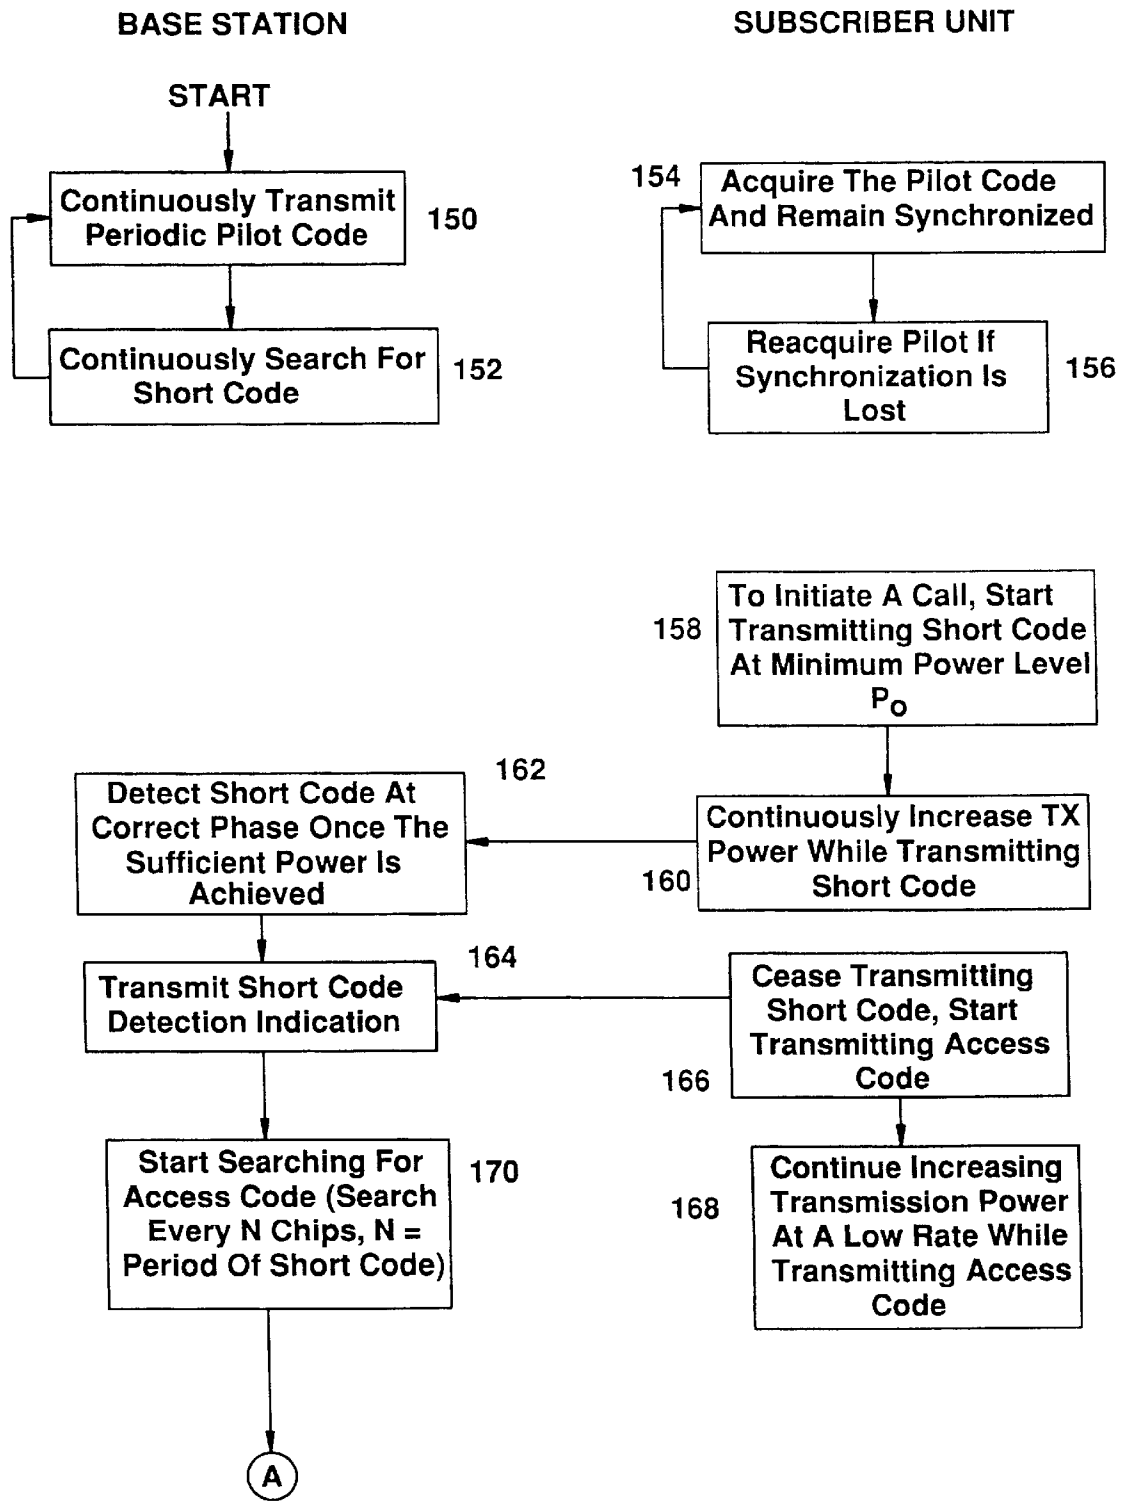 BASE STATION
SUBSCRIBER UNIT
START
Continuously Transmit
Periodic Pilot Code
150
154
Acquire The Pilot Code
And Remain Synchronized
Continuously Search For
Short Code
152
Reacquire Pilot If
Synchronization Is
Lost
156
158
To Initiate A Call, Start
Transmitting Short Code
At Minimum Power Level
Po
162
Detect Short Code At
Correct Phase Once The
Sufficient Power Is
Achieved
Continuously Increase TX
Power While Transmitting
Short Code
160
164
Transmit Short Code
Detection Indication
Cease Transmitting
Short Code, Start
Transmitting Access
Code
166
Start Searching For
Access Code (Search
Every N Chips, N =
Period Of Short Code)
170
168
Continue Increasing
Transmission Power
At A Low Rate While
Transmitting Access
Code
A